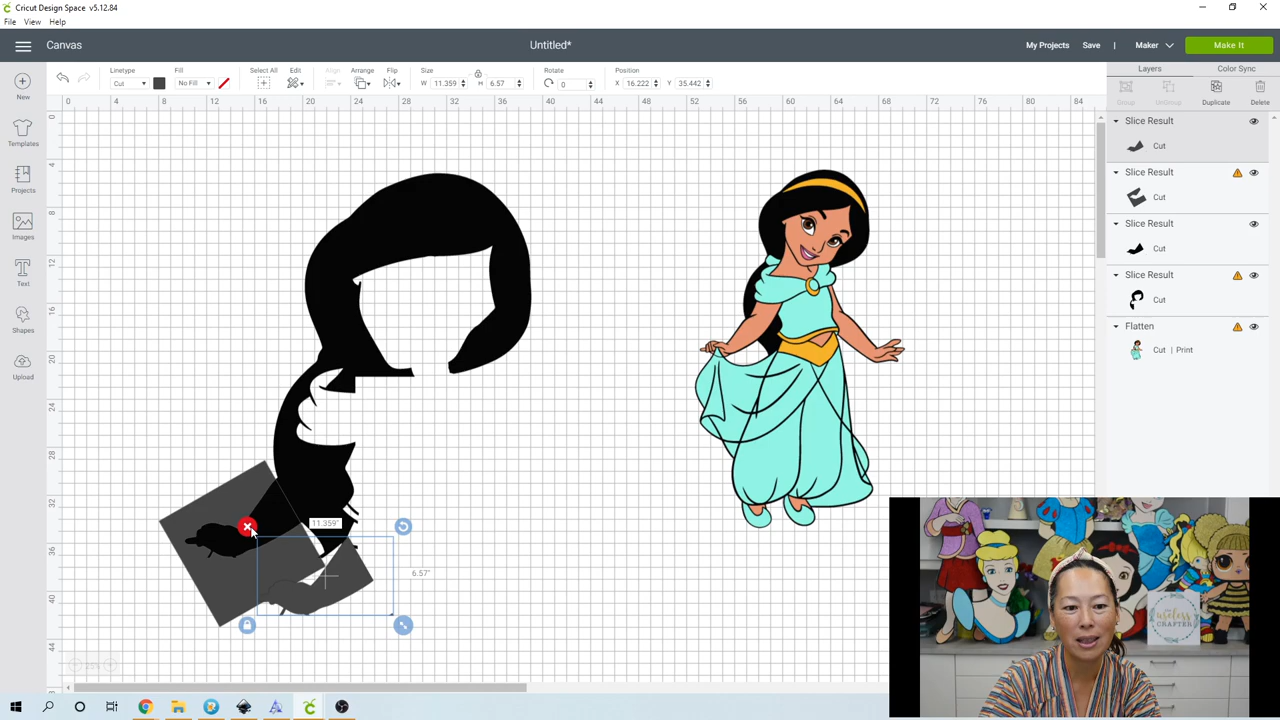 Cricut Design Space v5.12.84
File View Help
Canvas
Untitled*
My Projects Save | Maker Make It
Linetype Fill Select All Edit Align Arrange Flip Size Rotate Position
Cut No Fill W 11.359 H 6.57 0 X 16.222 Y 35.442
Layers Color Sync
Group UnGroup Duplicate Delete
0 4 8 12 16 20 24 28 32 36 40 44 48 52 56 60 64 68 72 76 80 84
0
4
8
12
16
20
24
28
32
36
40
44
New
Templates
Projects
Images
Text
Shapes
Upload
Slice Result
Cut
Slice Result
Cut
Slice Result
Cut
Slice Result
Cut
Flatten
Cut | Print
11.359"
6.57"
useless
CRAFTER